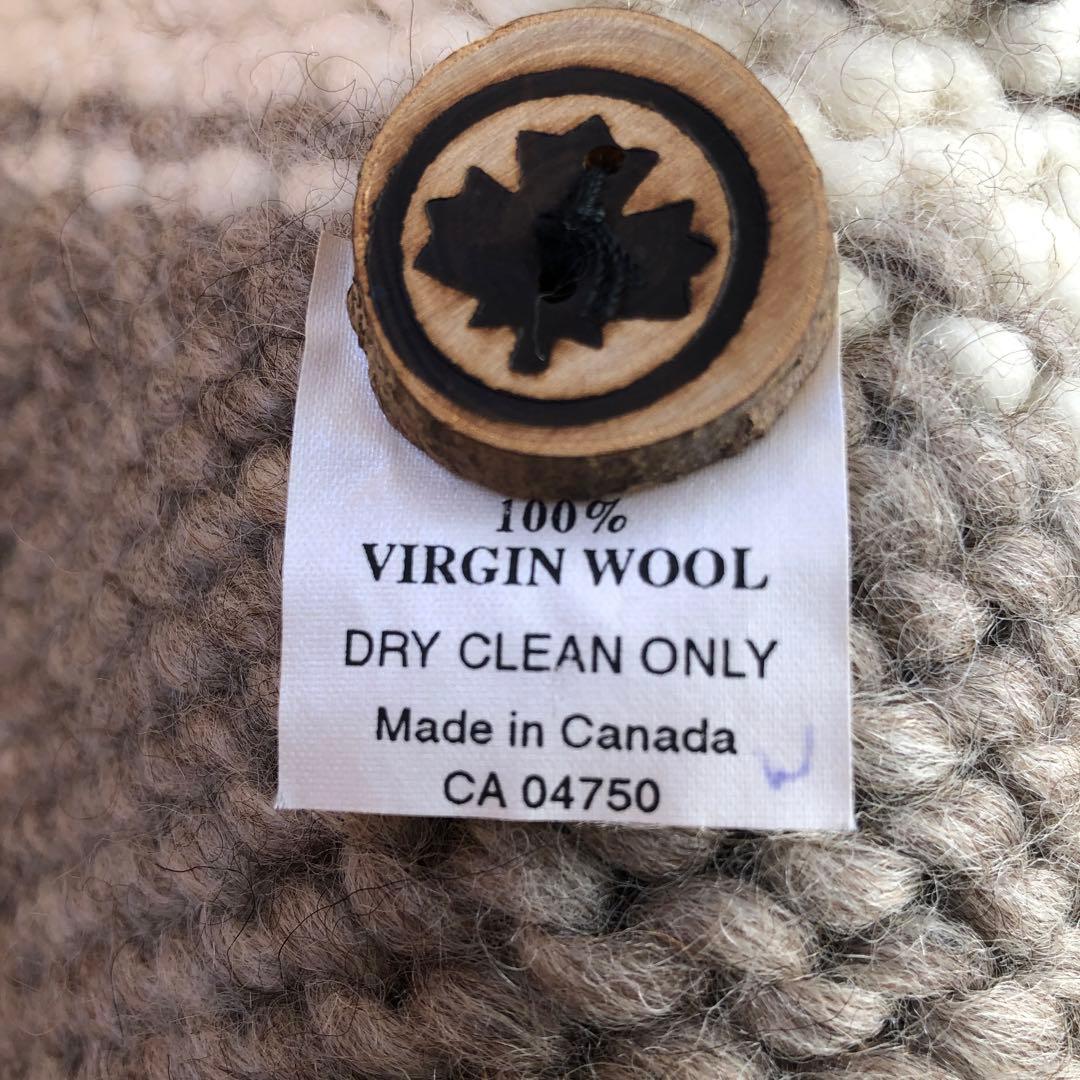 100%
VIRGIN WOOL
DRY CLEAN ONLY
Made in Canada
CA 04750